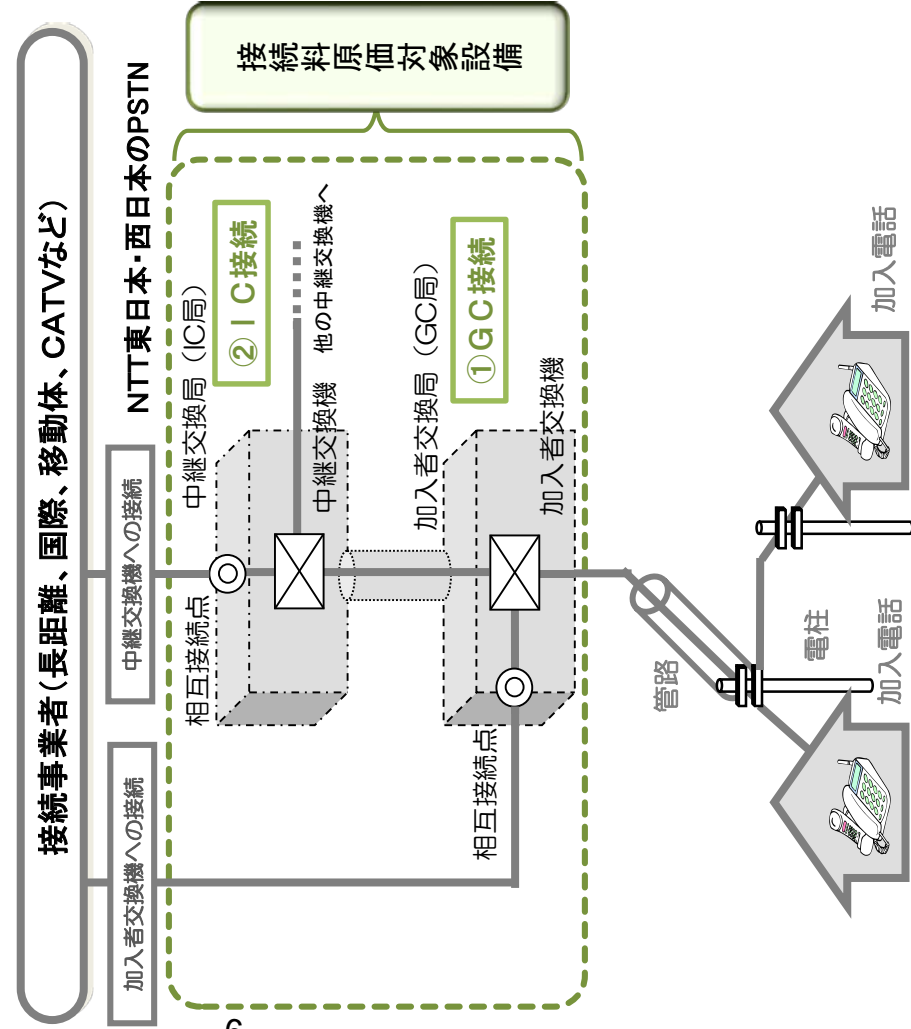 接続事業者（長距離、国際、移動体、CATVなど）
加入者交換機への接続
中継交換機への接続
NTT東日本・西日本のPSTN
接続料原価対象設備
相互接続点
中継交換局（IC局）
②ＩＣ接続
中継交換機
他の中継交換機へ
加入者交換局（GC局）
①ＧＣ接続
相互接続点
加入者交換機
管路
電柱
加入電話
加入電話